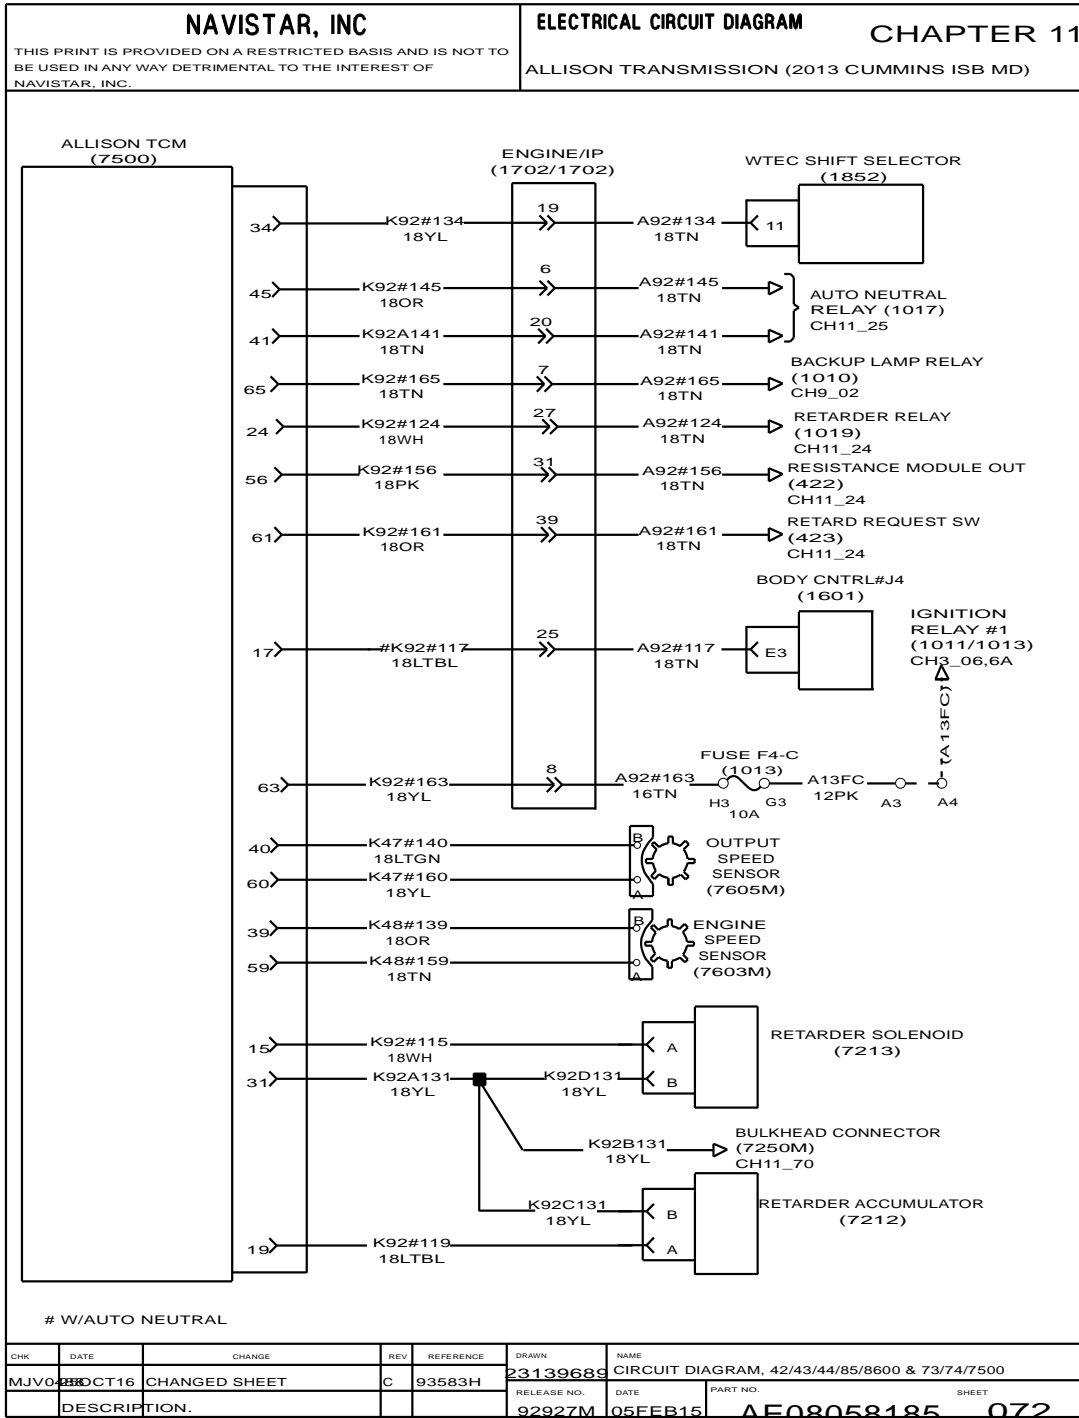 NAVISTAR, INC
THIS PRINT IS PROVIDED ON A RESTRICTED BASIS AND IS NOT TO
BE USED IN ANY WAY DETRIMENTAL TO THE INTEREST OF
NAVISTAR, INC.
ELECTRICAL CIRCUIT DIAGRAM
CHAPTER 11
ALLISON TRANSMISSION (2013 CUMMINS ISB MD)
ALLISON TCM
(7500)
ENGINE/IP
(1702/1702)
WTEC SHIFT SELECTOR
(1852)
34
K92#134
18YL
19
A92#134
18TN
11
45
K92#145
18OR
6
A92#145
18TN
AUTO NEUTRAL
RELAY (1017)
CH11_25
41
K92A141
18TN
20
A92#141
18TN
65
K92#165
18TN
7
A92#165
18TN
BACKUP LAMP RELAY
(1010)
CH9_02
24
K92#124
18WH
27
A92#124
18TN
RETARDER RELAY
(1019)
CH11_24
56
K92#156
18PK
31
A92#156
18TN
RESISTANCE MODULE OUT
(422)
CH11_24
61
K92#161
18OR
39
A92#161
18TN
RETARD REQUEST SW
(423)
CH11_24
BODY CNTRL#J4
(1601)
17
#K92#117
18LTBL
25
A92#117
18TN
E3
IGNITION
RELAY #1
(1011/1013)
CH3_06,6A
(A13FC)
63
K92#163
18YL
8
A92#163
16TN
FUSE F4-C
(1013)
H3
G3
10A
A13FC
12PK
A3
A4
40
K47#140
18LTGN
B
60
K47#160
18YL
A
OUTPUT
SPEED
SENSOR
(7605M)
39
K48#139
18OR
B
59
K48#159
18TN
A
ENGINE
SPEED
SENSOR
(7603M)
15
K92#115
18WH
A
RETARDER SOLENOID
(7213)
31
K92A131
18YL
K92D131
18YL
B
K92B131
18YL
BULKHEAD CONNECTOR
(7250M)
CH11_70
K92C131
18YL
B
RETARDER ACCUMULATOR
(7212)
19
K92#119
18LTBL
A
# W/AUTO NEUTRAL
CHK DATE CHANGE REV REFERENCE
OCT16 CHANGED SHEET C 93583H
DESCRIPTION.
DRAWN
23139689
NAME
CIRCUIT DIAGRAM, 42/43/44/85/8600 & 73/74/7500
RELEASE NO.
92927M
DATE
05FEB15
PART NO.
AE08058185
SHEET
072